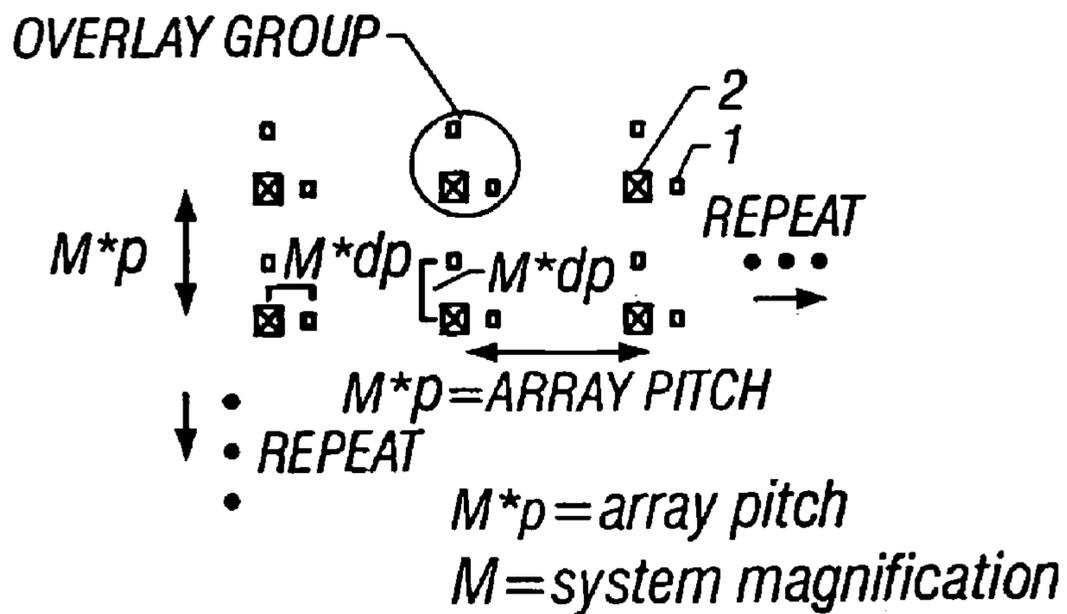 OVERLAY GROUP
2
1
REPEAT
M*p
M*dp
M*dp
M*p=ARRAY PITCH
REPEAT
M*p=array pitch
M=system magnification